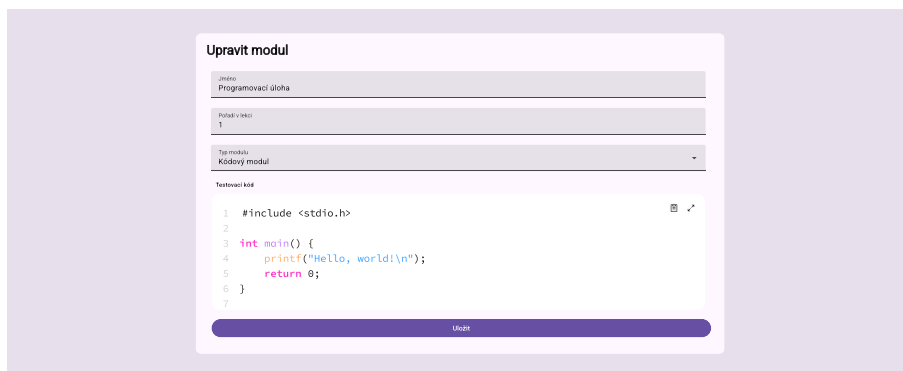 Upravit modul
Jméno
Programovací úloha
Pořadí v lekci
1
Typ modulu
Kódový modul
Testovací kód
1 #include <stdio.h>
2
3 int main() {
4     printf("Hello, world!\n");
5     return 0;
6 }
7
Uložit